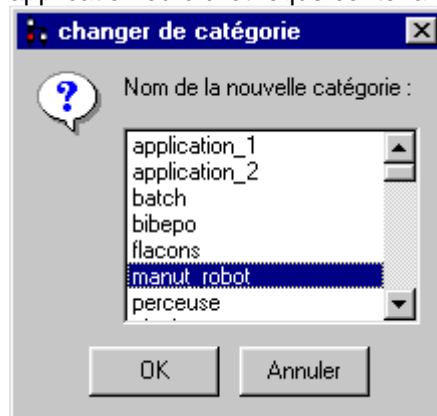 changer de catégorie
Nom de la nouvelle catégorie :
application_1
application_2
batch
bibepo
flacons
manut_robot
perceuse
OK
Annuler